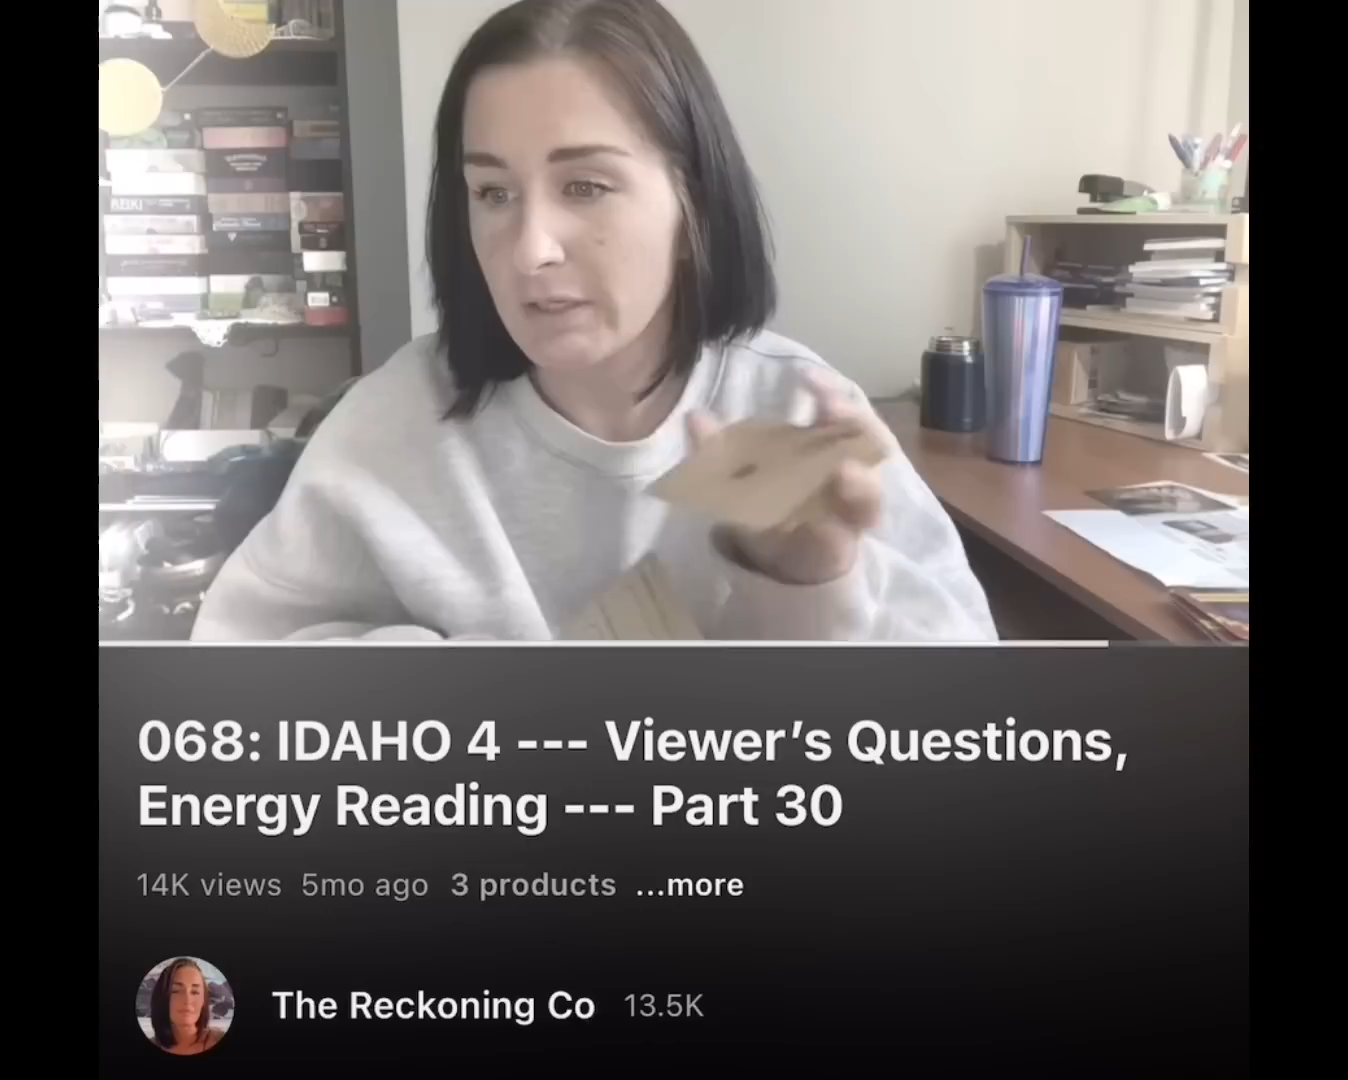 REIKI
068: IDAHO 4 --- Viewer’s Questions,
Energy Reading --- Part 30
14K views 5mo ago 3 products ...more
The Reckoning Co 13.5K